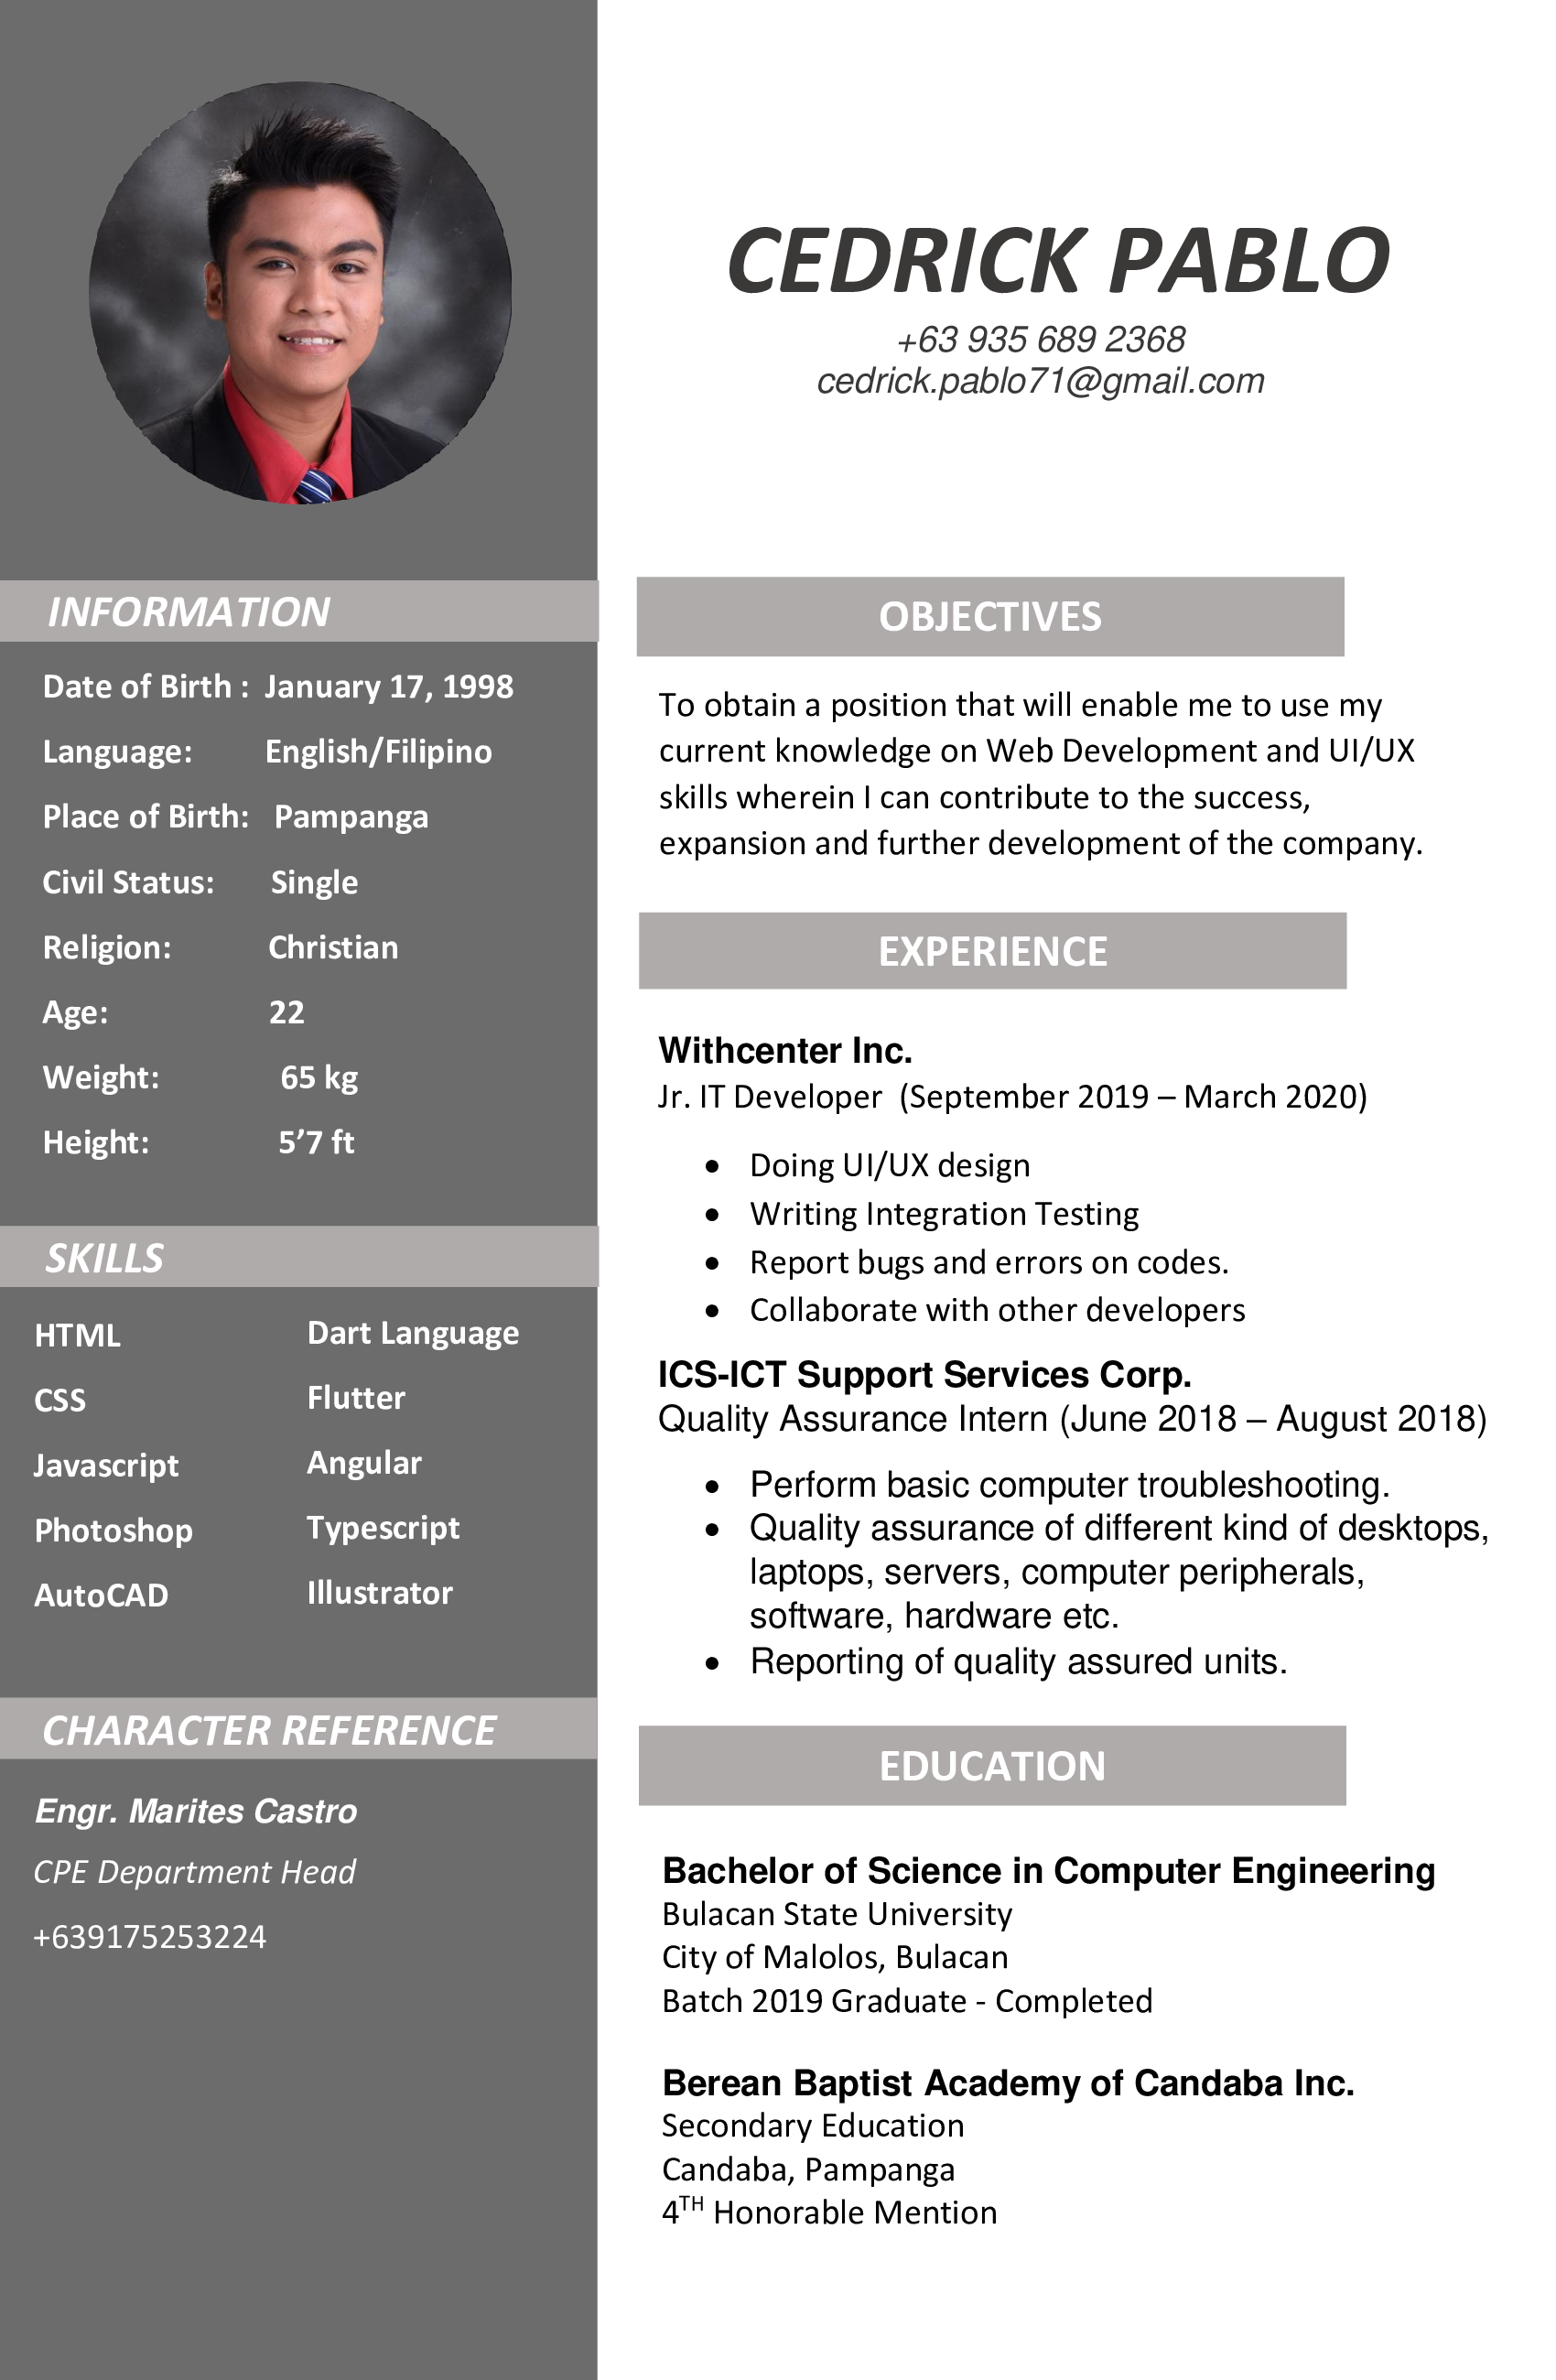 CEDRICK PABLO
+63 935 689 2368
cedrick.pablo71@gmail.com
INFORMATION
Date of Birth : January 17, 1998
Language: English/Filipino
Place of Birth: Pampanga
Civil Status: Single
Religion: Christian
Age: 22
Weight: 65 kg
Height: 5’7 ft
SKILLS
HTML
CSS
Javascript
Photoshop
AutoCAD
Dart Language
Flutter
Angular
Typescript
Illustrator
CHARACTER REFERENCE
Engr. Marites Castro
CPE Department Head
+639175253224
OBJECTIVES
To obtain a position that will enable me to use my
current knowledge on Web Development and UI/UX
skills wherein I can contribute to the success,
expansion and further development of the company.
EXPERIENCE
Withcenter Inc.
Jr. IT Developer (September 2019 – March 2020)
• Doing UI/UX design
• Writing Integration Testing
• Report bugs and errors on codes.
• Collaborate with other developers
ICS-ICT Support Services Corp.
Quality Assurance Intern (June 2018 – August 2018)
• Perform basic computer troubleshooting.
• Quality assurance of different kind of desktops,
laptops, servers, computer peripherals,
software, hardware etc.
• Reporting of quality assured units.
EDUCATION
Bachelor of Science in Computer Engineering
Bulacan State University
City of Malolos, Bulacan
Batch 2019 Graduate - Completed
Berean Baptist Academy of Candaba Inc.
Secondary Education
Candaba, Pampanga
4TH Honorable Mention